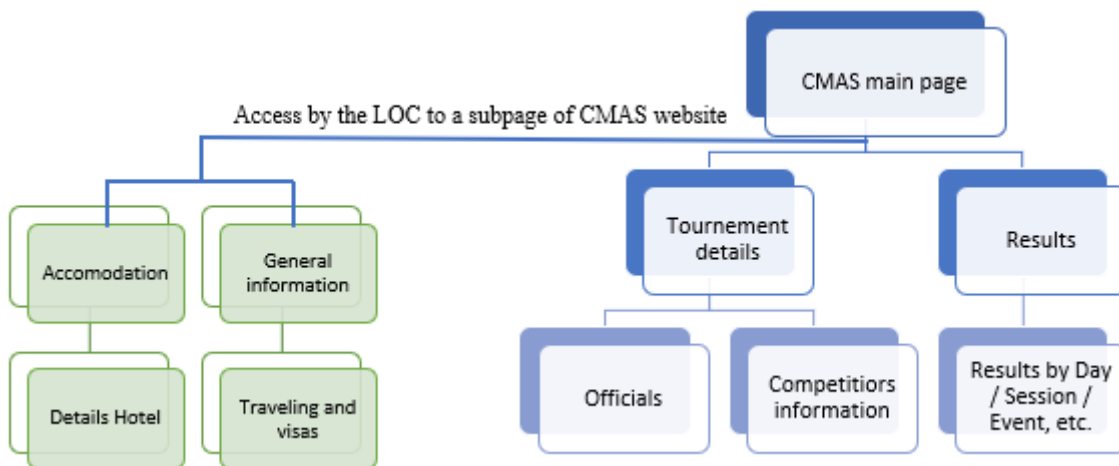 CMAS main page
Access by the LOC to a subpage of CMAS website
Accomodation
General
information
Tournement
details
Results
Details Hotel
Traveling and
visas
Officials
Competitiors
information
Results by Day
/ Session /
Event, etc.